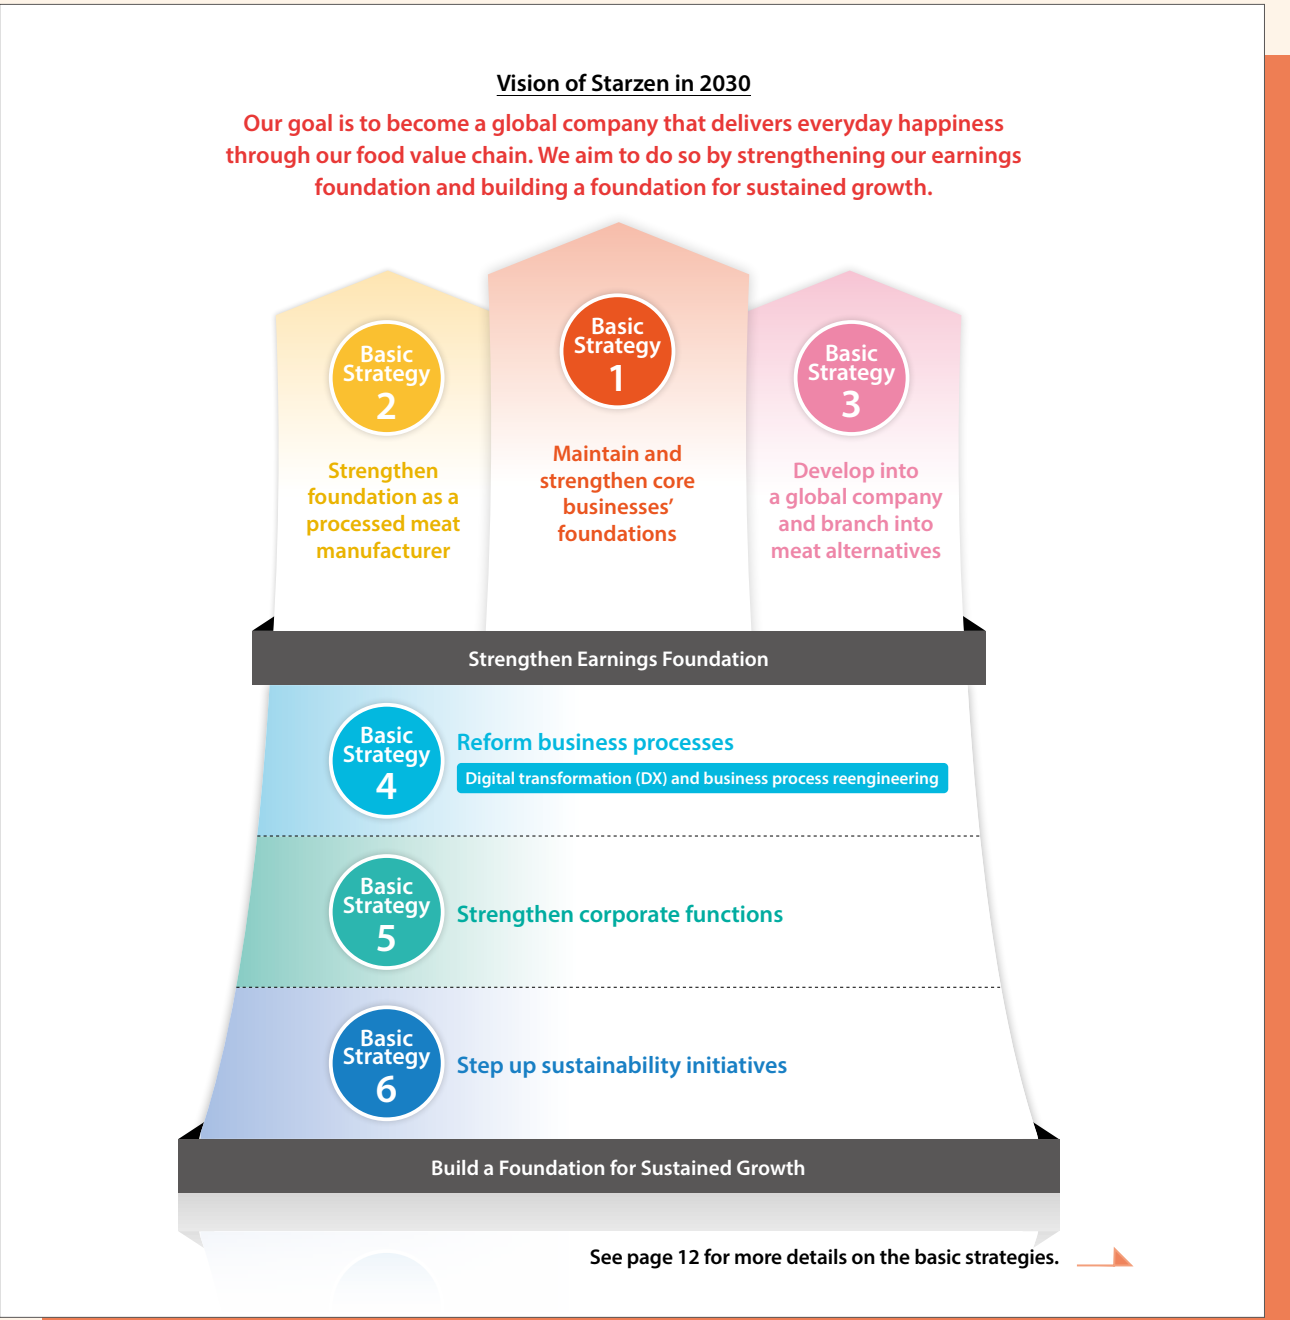 Vision of Starzen in 2030
Our goal is to become a global company that delivers everyday happiness
through our food value chain. We aim to do so by strengthening our earnings
foundation and building a foundation for sustained growth.
Basic
Strategy
2
Strengthen
foundation as a
processed meat
manufacturer
Basic
Strategy
1
Maintain and
strengthen core
businesses’
foundations
Basic
Strategy
3
Develop into
a global company
and branch into
meat alternatives
Strengthen Earnings Foundation
Basic
Strategy
4
Reform business processes
Digital transformation (DX) and business process reengineering
Basic
Strategy
5
Strengthen corporate functions
Basic
Strategy
6
Step up sustainability initiatives
Build a Foundation for Sustained Growth
See page 12 for more details on the basic strategies.